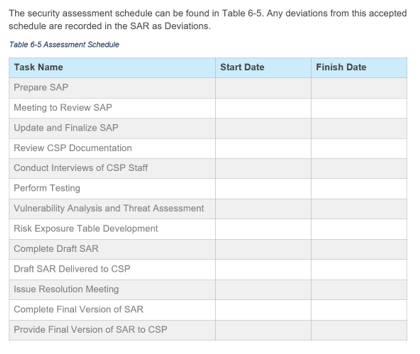 The security assessment schedule can be found in Table 6-5. Any deviations from this accepted
schedule are recorded in the SAR as Deviations.
Table 6-5 Assessment Schedule
Task Name Start Date Finish Date
Prepare SAP
Meeting to Review SAP
Update and Finalize SAP
Review CSP Documentation
Conduct Interviews of CSP Staff
Perform Testing
Vulnerability Analysis and Threat Assessment
Risk Exposure Table Development
Complete Draft SAR
Draft SAR Delivered to CSP
Issue Resolution Meeting
Complete Final Version of SAR
Provide Final Version of SAR to CSP